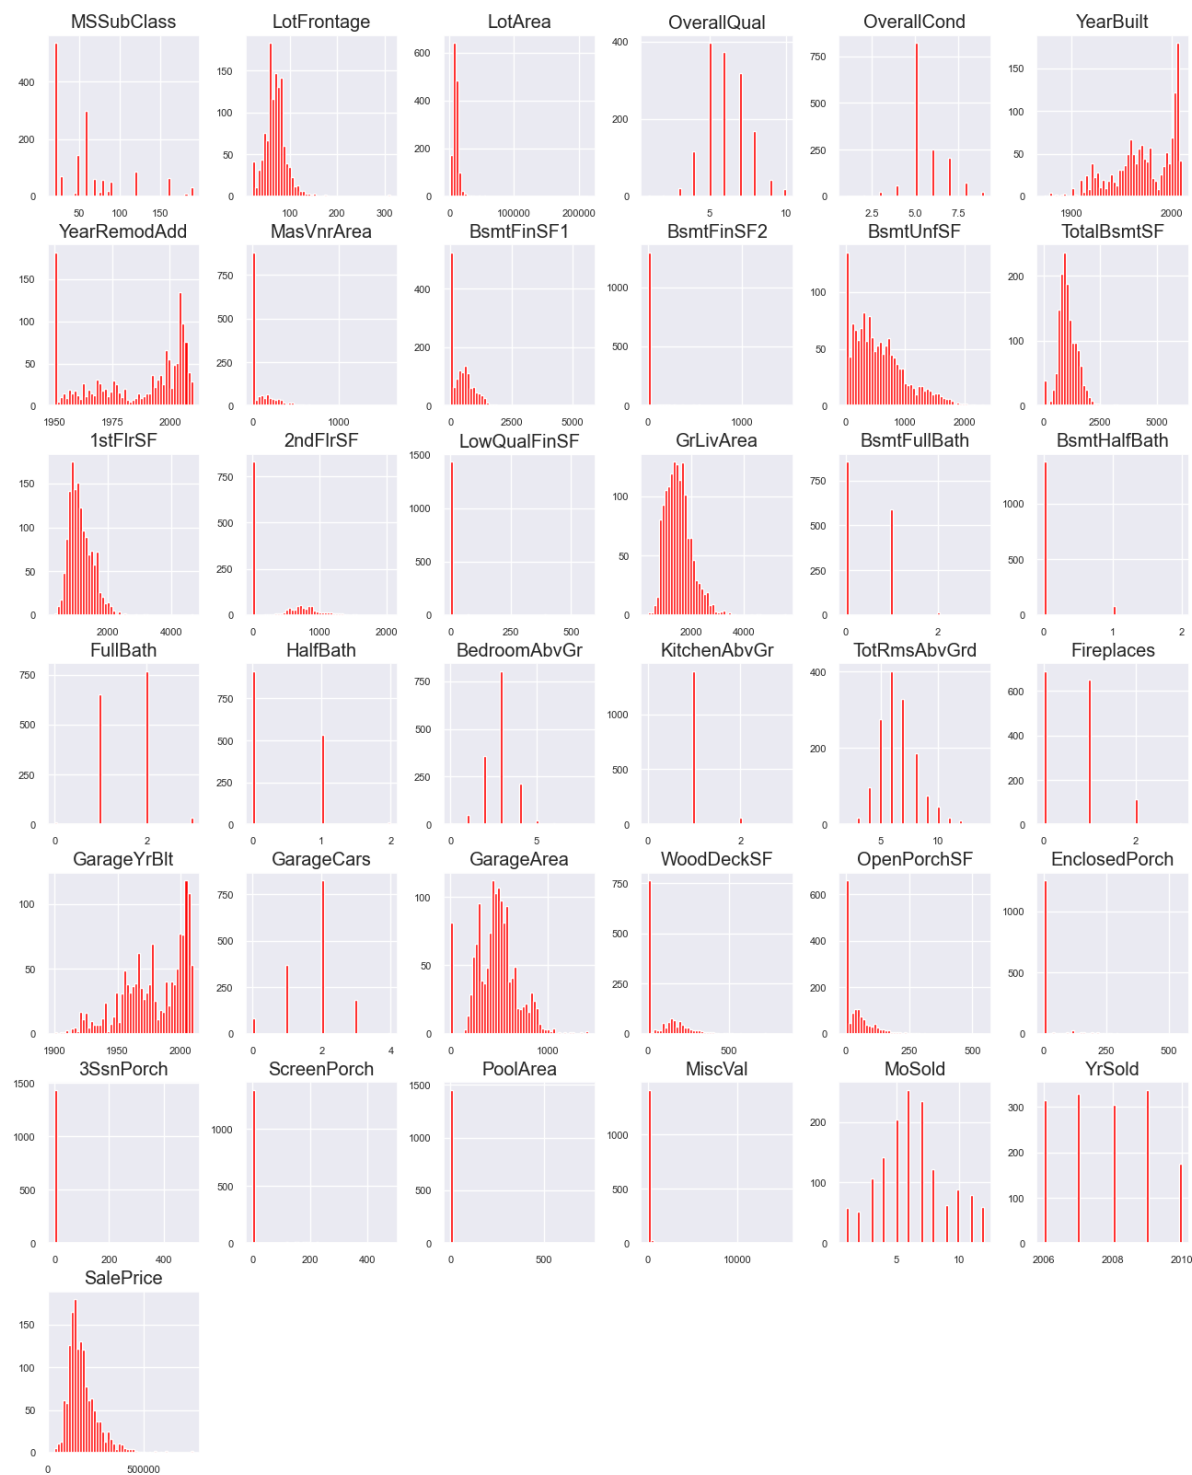 MSSubClass
400
200
0
50 100 150
LotFrontage
150
100
50
0
100 200 300
LotArea
600
400
200
0
0 100000 200000
OverallQual
400
200
0
5 10
OverallCond
750
500
250
0
2.5 5.0 7.5
YearBuilt
150
100
50
0
1900 2000
YearRemodAdd
150
100
50
0
1950 1975 2000
MasVnrArea
750
500
250
0
0 1000
BsmtFinSF1
400
200
0
0 2500 5000
BsmtFinSF2
1000
500
0
0 1000
BsmtUnfSF
100
50
0
0 1000 2000
TotalBsmtSF
200
100
0
0 2500 5000
1stFlrSF
150
100
50
0
2000 4000
2ndFlrSF
750
500
250
0
0 1000 2000
LowQualFinSF
1500
1000
500
0
0 250 500
GrLivArea
100
50
0
2000 4000
BsmtFullBath
750
500
250
0
0 2
BsmtHalfBath
1000
500
0
0 1 2
FullBath
750
500
250
0
0 2
HalfBath
750
500
250
0
0 1 2
BedroomAbvGr
750
500
250
0
0 5
KitchenAbvGr
1000
500
0
0 2
TotRmsAbvGrd
400
200
0
5 10
Fireplaces
600
400
200
0
0 2
GarageYrBlt
100
50
0
1900 1950 2000
GarageCars
750
500
250
0
0 2 4
GarageArea
100
50
0
0 1000
WoodDeckSF
750
500
250
0
0 500
OpenPorchSF
600
400
200
0
0 250 500
EnclosedPorch
1000
500
0
0 250 500
3SsnPorch
1500
1000
500
0
0 200 400
ScreenPorch
1000
500
0
0 200 400
PoolArea
1500
1000
500
0
0 500
MiscVal
1000
500
0
0 10000
MoSold
200
100
0
5 10
YrSold
300
200
100
0
2006 2008 2010
SalePrice
150
100
50
0
0 500000